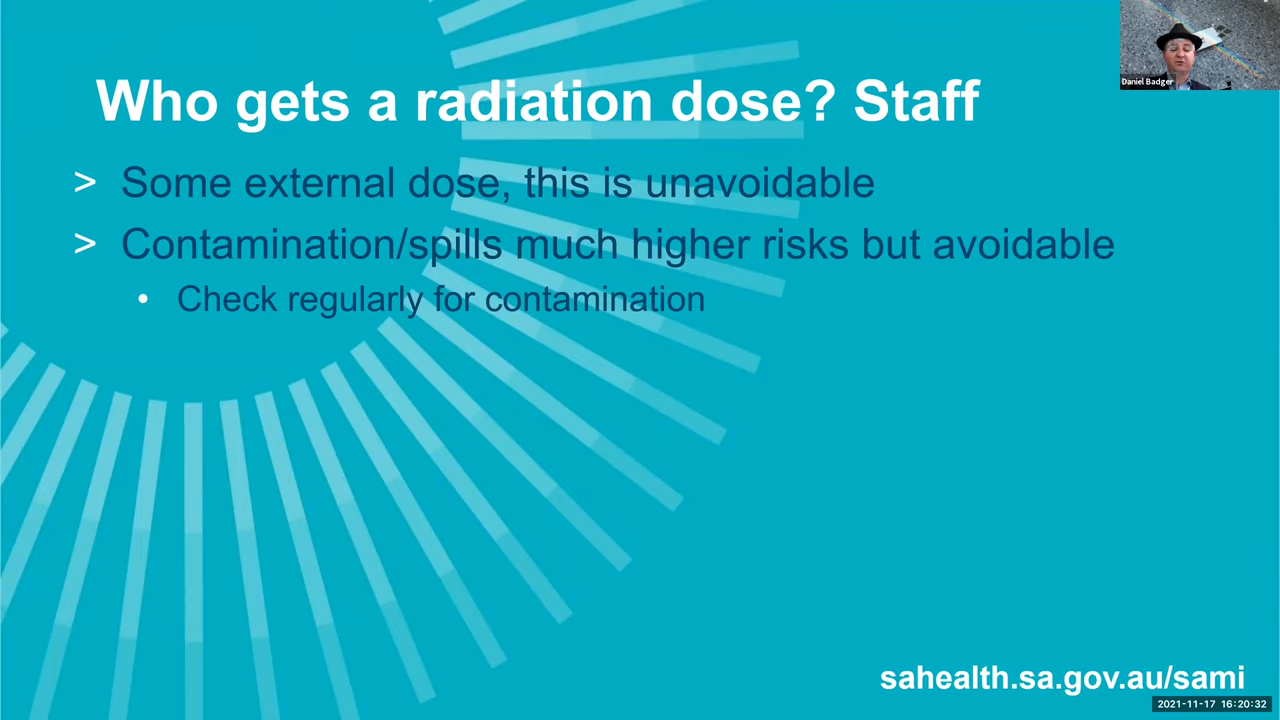 Who gets a radiation dose? Staff
> Some external dose, this is unavoidable
> Contamination/spills much higher risks but avoidable
• Check regularly for contamination
sahealth.sa.gov.au/sami
Daniel Badger
2021-11-17 16:20:32